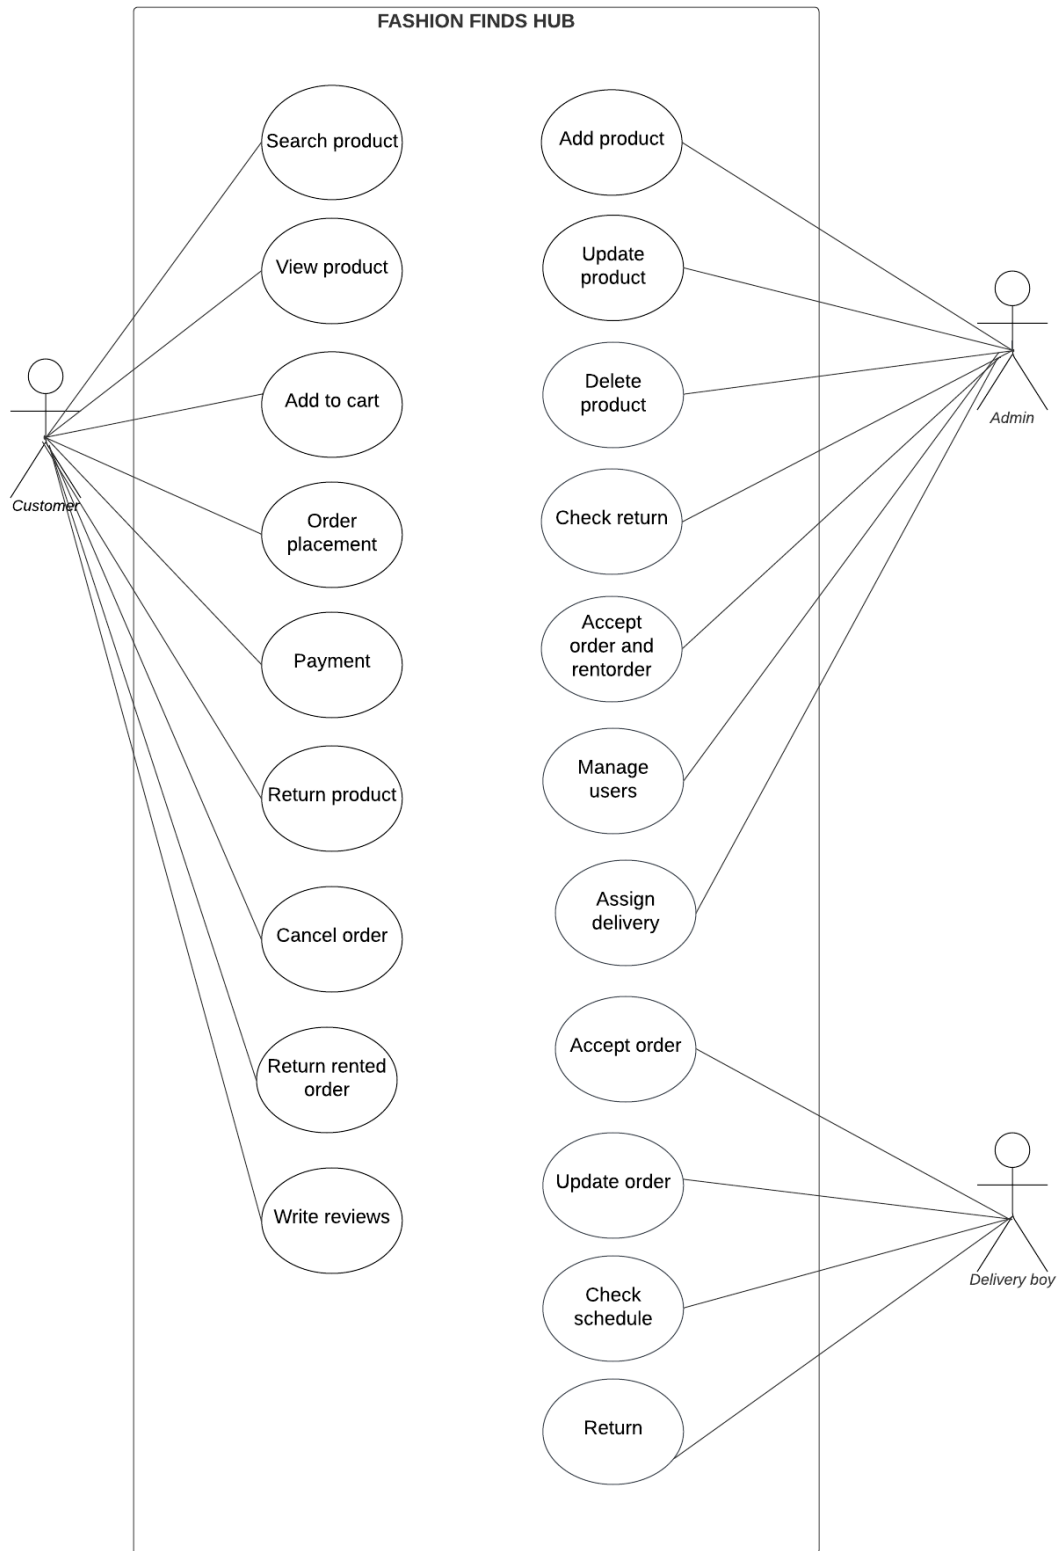 FASHION FINDS HUB
Search product
View product
Add to cart
Order
placement
Payment
Return product
Cancel order
Return rented
order
Write reviews
Customer
Add product
Update
product
Delete
product
Check return
Accept
order and
rentorder
Manage
users
Assign
delivery
Accept order
Update order
Check
schedule
Return
Admin
Delivery boy